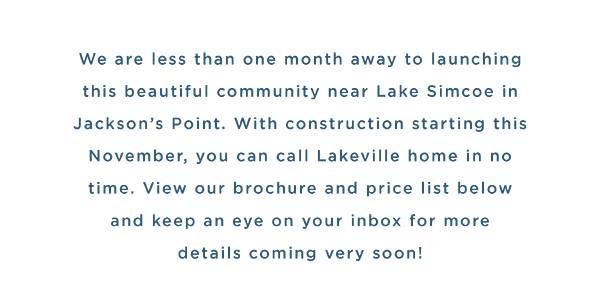 We are less than one month away to launching
this beautiful community near Lake Simcoe in
Jackson’s Point. With construction starting this
November, you can call Lakeville home in no
time. View our brochure and price list below
and keep an eye on your inbox for more
details coming very soon!